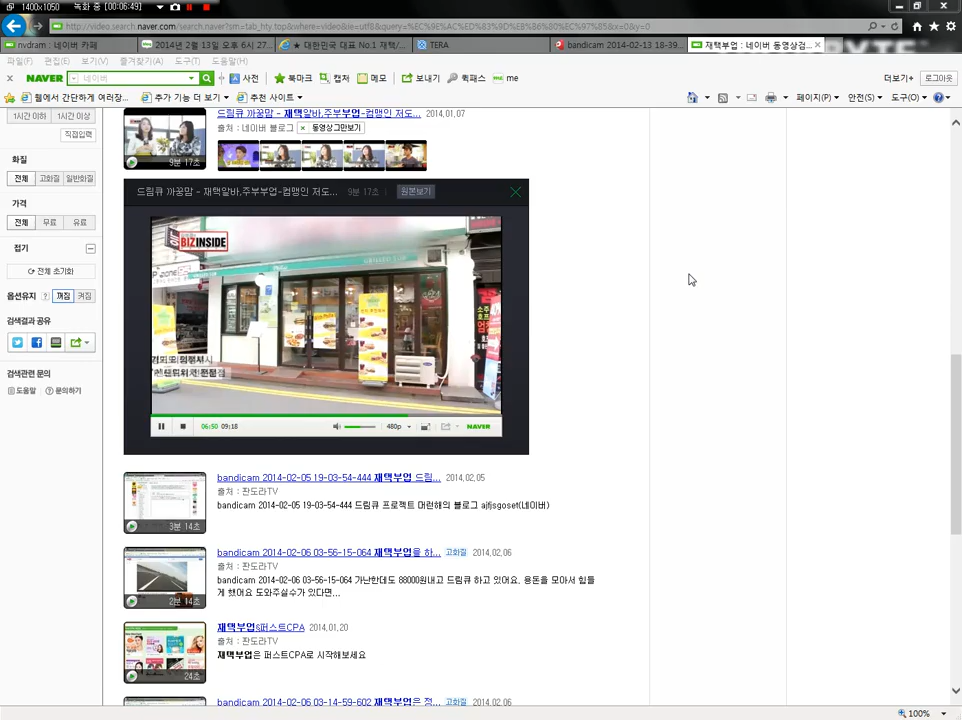 1400x1050 녹화 중 [00:06:49]
http://video.search.naver.com/search.naver?sm=tab_hty.top&where=video&ie=utf8&query=%EC%9E%AC%ED%83%9D%EB%B6%80%EC%97%85&x=0&y=0
nvdram : 네이버 카페
2014년 2월 13일 오후 6시 27...
★ 대한민국 대표 No.1 재택/...
TERA
bandicam 2014-02-13 18-39...
재택부업 : 네이버 동영상검...
파일(F) 편집(E) 보기(V) 즐겨찾기(A) 도구(T) 도움말(H)
NAVER 네이버 사전 북마크 캡처 메모 보내기 퀵패스 me 더보기 로그아웃
웹에서 간단하게 여러장... 추가 기능 더 보기 추천 사이트 페이지(P) 안전(S) 도구(O)
1시간 이하 1시간 이상
직접입력
화질
전체 고화질 일반화질
가격
전체 무료 유료
접기
전체 초기화
옵션유지 ? 꺼짐 켜짐
검색결과 공유
검색관련 문의
도움말 문의하기
드림큐 까꿍맘 - 재택알바,주부부업-컴맹인 저도... 2014.01.07
출처 : 네이버 블로그 동영상그만보기
9분 17초
드림큐 까꿍맘 - 재택알바,주부부업-컴맹인 저도... 9분 17초 원본보기
BIZINSIDE
06:50 09:18 480p NAVER
bandicam 2014-02-05 19-03-54-444 재택부업 드림... 2014.02.05
출처 : 판도라TV
bandicam 2014-02-05 19-03-54-444 드림큐 프로젝트 머란해의 블로그 ajfjsgoset(네이버)
3분 14초
bandicam 2014-02-06 03-56-15-064 재택부업을 하... 고화질 2014.02.06
출처 : 판도라TV
bandicam 2014-02-06 03-56-15-064 가난한데도 88000원내고 드림큐 하고 있어요. 용돈을 모아서 힘들
게 했어요 도와주실수가 있다면...
2분 14초
재택부업&퍼스트CPA 2014.01.20
출처 : 판도라TV
재택부업은 퍼스트CPA로 시작해보세요
24초
bandicam 2014-02-06 03-14-59-602 재택부업은 정... 고화질 2014.02.06
100%